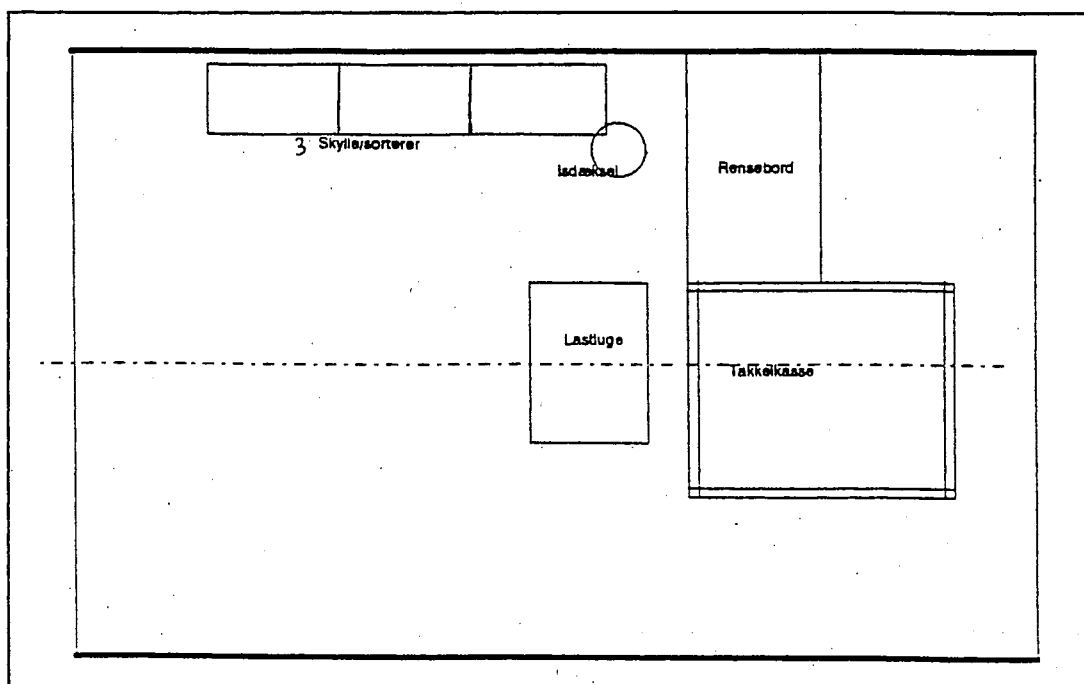 3 Skylle/sorterer
Isdæksel
Rensebord
Lastluge
Takkelkasse